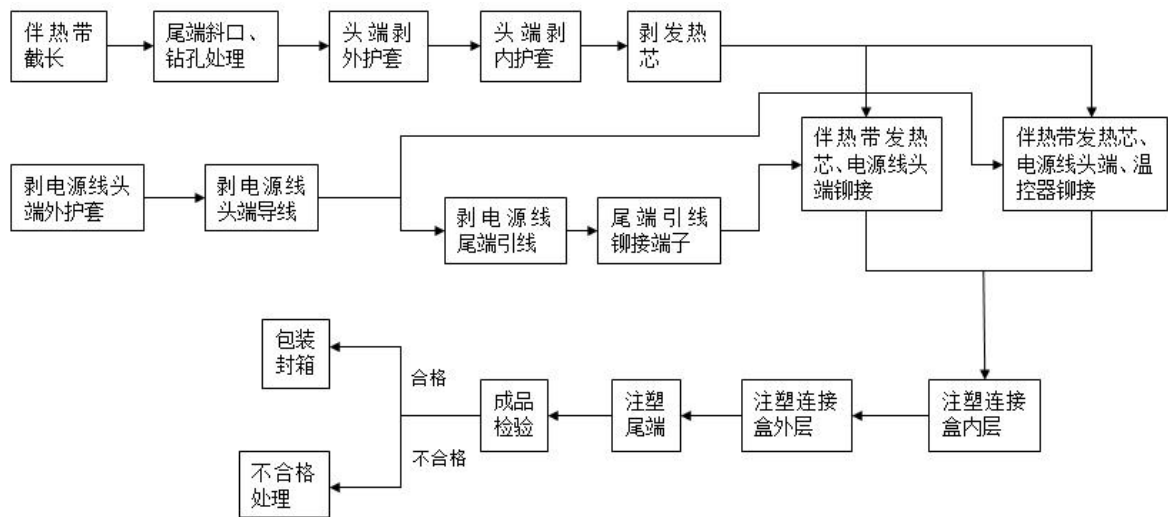 伴热带
截长
尾端斜口、
钻孔处理
头端剥
外护套
头端剥
内护套
剥发热
芯
伴热带发热
芯、电源线头
端铆接
伴热带发热芯、
电源线头端、温
控器铆接
剥电源线头
端外护套
剥电源线
头端导线
剥电源线
尾端引线
尾端引线
铆接端子
包装
封箱
合格
成品
检验
注塑
尾端
注塑连接
盒外层
注塑连接
盒内层
不合格
不合格
处理